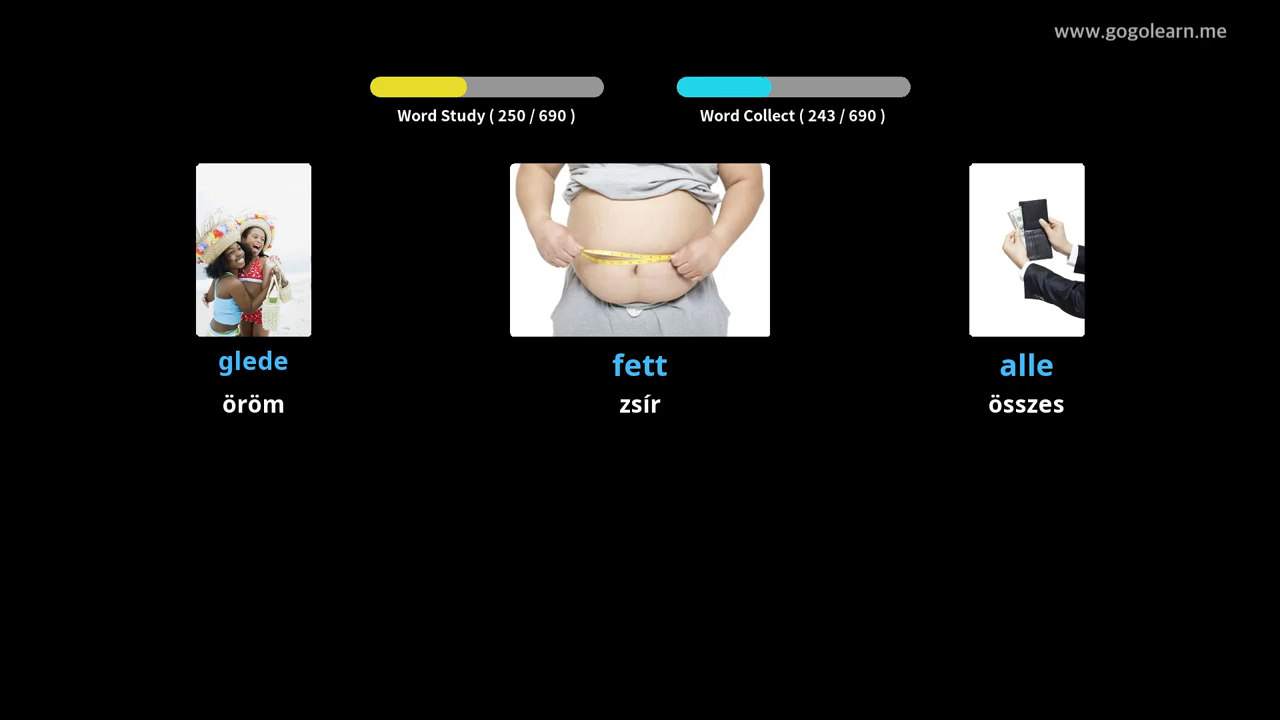 www.gogolearn.me
Word Study ( 250 / 690 )
Word Collect ( 243 / 690 )
glede
fett
alle
öröm
zsír
összes